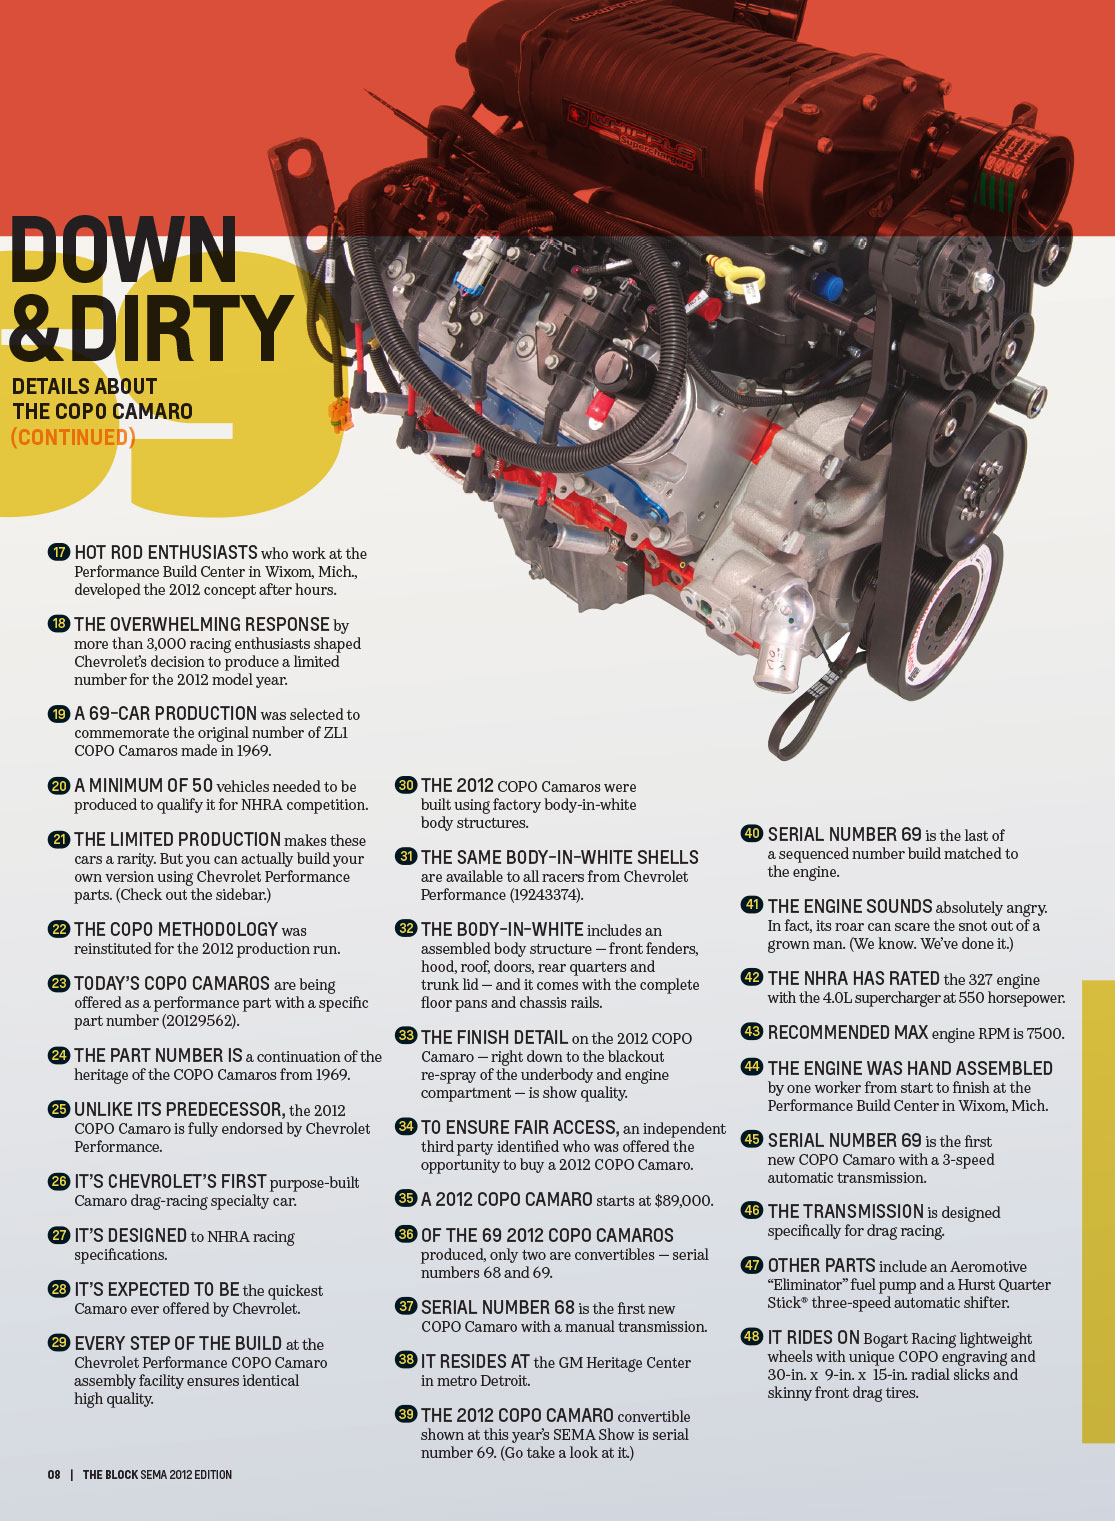 WHIPPLE
Superchargers
DOWN
& DIRTY
DETAILS ABOUT
THE COPO CAMARO
(CONTINUED)
17 HOT ROD ENTHUSIASTS who work at the
Performance Build Center in Wixom, Mich.,
developed the 2012 concept after hours.
18 THE OVERWHELMING RESPONSE by
more than 3,000 racing enthusiasts shaped
Chevrolet's decision to produce a limited
number for the 2012 model year.
19 A 69-CAR PRODUCTION was selected to
commemorate the original number of ZL1
COPO Camaros made in 1969.
20 A MINIMUM OF 50 vehicles needed to be
produced to qualify it for NHRA competition.
21 THE LIMITED PRODUCTION makes these
cars a rarity. But you can actually build your
own version using Chevrolet Performance
parts. (Check out the sidebar.)
22 THE COPO METHODOLOGY was
reinstituted for the 2012 production run.
23 TODAY'S COPO CAMAROS are being
offered as a performance part with a specific
part number (20129562).
24 THE PART NUMBER IS a continuation of the
heritage of the COPO Camaros from 1969.
25 UNLIKE ITS PREDECESSOR, the 2012
COPO Camaro is fully endorsed by Chevrolet
Performance.
26 IT'S CHEVROLET'S FIRST purpose-built
Camaro drag-racing specialty car.
27 IT'S DESIGNED to NHRA racing
specifications.
28 IT'S EXPECTED TO BE the quickest
Camaro ever offered by Chevrolet.
29 EVERY STEP OF THE BUILD at the
Chevrolet Performance COPO Camaro
assembly facility ensures identical
high quality.
30 THE 2012 COPO Camaros were
built using factory body-in-white
body structures.
31 THE SAME BODY-IN-WHITE SHELLS
are available to all racers from Chevrolet
Performance (19243374).
32 THE BODY-IN-WHITE includes an
assembled body structure — front fenders,
hood, roof, doors, rear quarters and
trunk lid — and it comes with the complete
floor pans and chassis rails.
33 THE FINISH DETAIL on the 2012 COPO
Camaro — right down to the blackout
re-spray of the underbody and engine
compartment — is show quality.
34 TO ENSURE FAIR ACCESS, an independent
third party identified who was offered the
opportunity to buy a 2012 COPO Camaro.
35 A 2012 COPO CAMARO starts at $89,000.
36 OF THE 69 2012 COPO CAMAROS
produced, only two are convertibles — serial
numbers 68 and 69.
37 SERIAL NUMBER 68 is the first new
COPO Camaro with a manual transmission.
38 IT RESIDES AT the GM Heritage Center
in metro Detroit.
39 THE 2012 COPO CAMARO convertible
shown at this year's SEMA Show is serial
number 69. (Go take a look at it.)
40 SERIAL NUMBER 69 is the last of
a sequenced number build matched to
the engine.
41 THE ENGINE SOUNDS absolutely angry.
In fact, its roar can scare the snot out of a
grown man. (We know. We've done it.)
42 THE NHRA HAS RATED the 327 engine
with the 4.0L supercharger at 550 horsepower.
43 RECOMMENDED MAX engine RPM is 7500.
44 THE ENGINE WAS HAND ASSEMBLED
by one worker from start to finish at the
Performance Build Center in Wixom, Mich.
45 SERIAL NUMBER 69 is the first
new COPO Camaro with a 3-speed
automatic transmission.
46 THE TRANSMISSION is designed
specifically for drag racing.
47 OTHER PARTS include an Aeromotive
"Eliminator" fuel pump and a Hurst Quarter
Stick® three-speed automatic shifter.
48 IT RIDES ON Bogart Racing lightweight
wheels with unique COPO engraving and
30-in. x 9-in. x 15-in. radial slicks and
skinny front drag tires.
08 | THE BLOCK SEMA 2012 EDITION